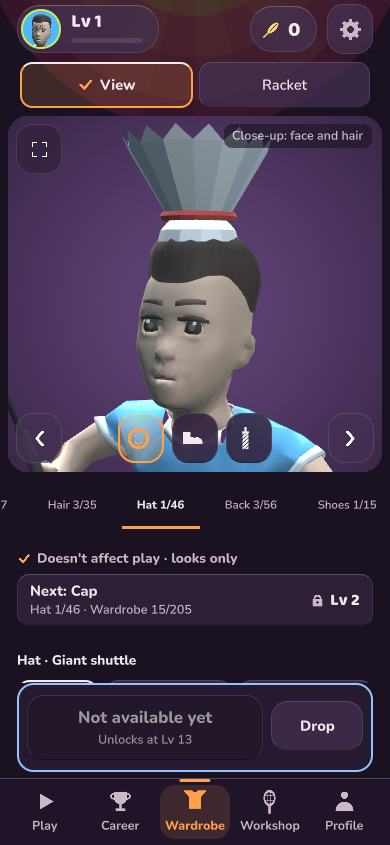 Lv 1
0
View
Racket
Close-up: face and hair
7
Hair 3/35
Hat 1/46
Back 3/56
Shoes 1/15
Doesn't affect play · looks only
Next: Cap
Hat 1/46 · Wardrobe 15/205
Lv 2
Hat · Giant shuttle
Not available yet
Unlocks at Lv 13
Drop
Play
Career
Wardrobe
Workshop
Profile